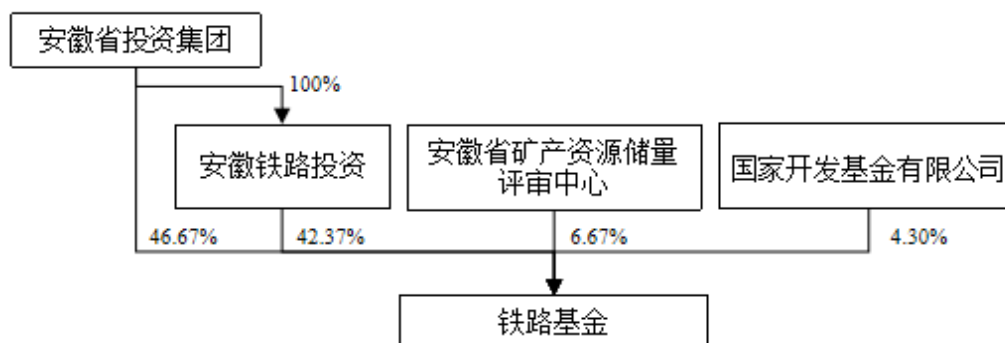 安徽省投资集团
100%
安徽铁路投资
安徽省矿产资源储量
评审中心
国家开发基金有限公司
46.67%
42.37%
6.67%
4.30%
铁路基金